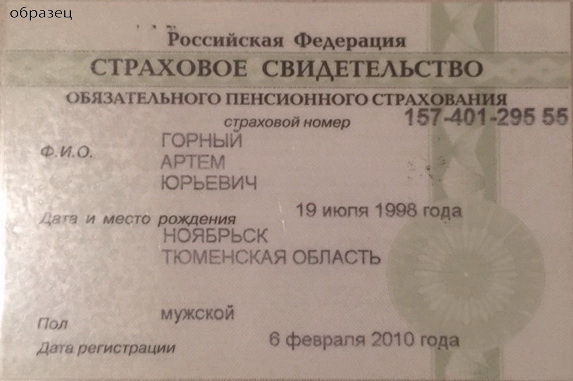 образец
Российская Федерация
СТРАХОВОЕ СВИДЕТЕЛЬСТВО
ОБЯЗАТЕЛЬНОГО ПЕНСИОННОГО СТРАХОВАНИЯ
страховой номер 157-401-295 55
Ф.И.О. ГОРНЫЙ
АРТЕМ
ЮРЬЕВИЧ
Дата и место рождения 19 июля 1998 года
НОЯБРЬСК
ТЮМЕНСКАЯ ОБЛАСТЬ
Пол мужской
Дата регистрации 6 февраля 2010 года